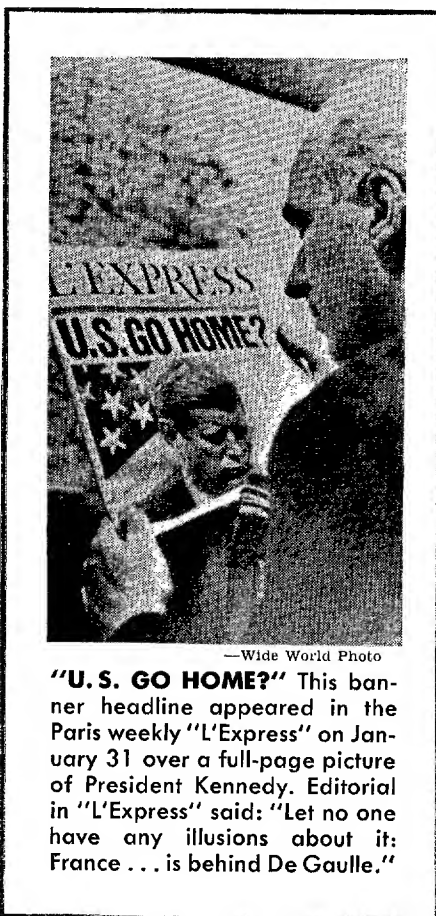 L'EXPRESS
U.S. GO HOME?
—Wide World Photo
"U. S. GO HOME?" This ban-
ner headline appeared in the
Paris weekly "L'Express" on Jan-
uary 31 over a full-page picture
of President Kennedy. Editorial
in "L'Express" said: "Let no one
have any illusions about it:
France . . . is behind De Gaulle."